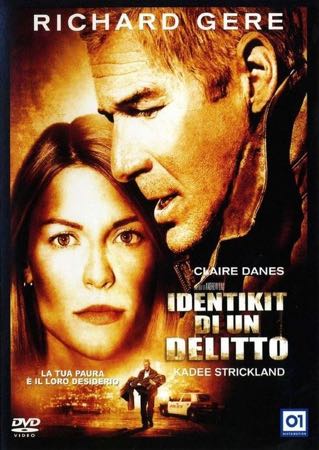 RICHARD GERE
CLAIRE DANES
IDENTIKIT
DI UN
DELITTO
KADEE STRICKLAND
LA TUA PAURA
È IL LORO DESIDERIO
DVD
VIDEO
01
DISTRIBUTION